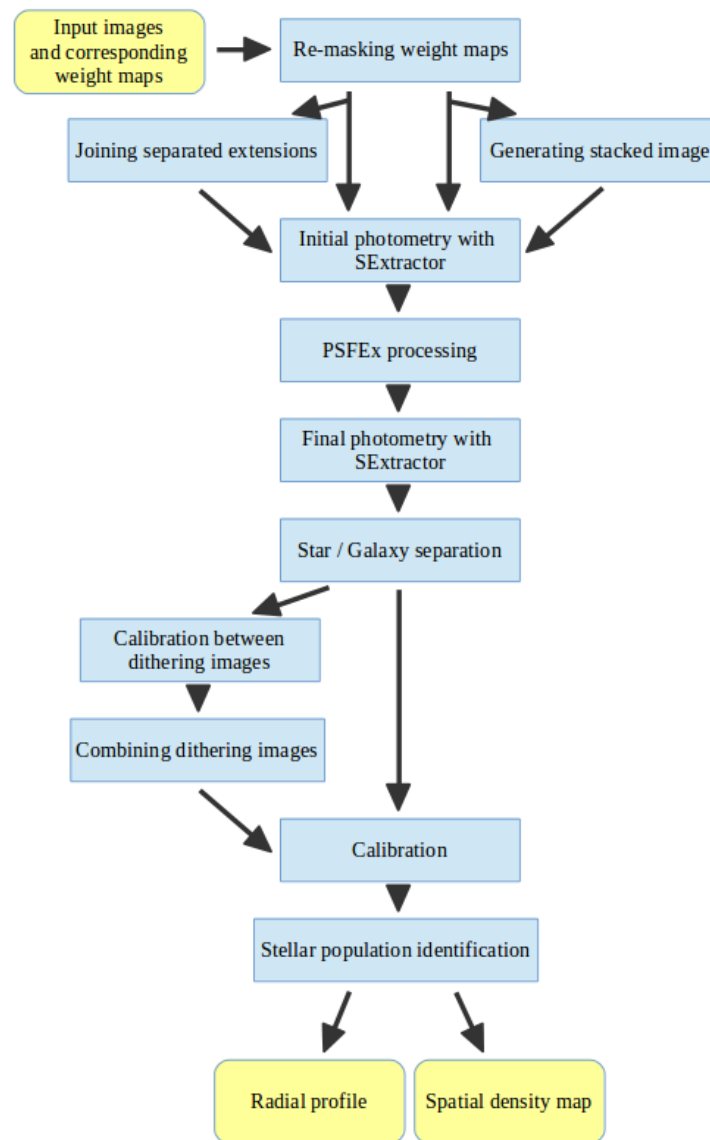 Input images
and corresponding
weight maps
Re-masking weight maps
Joining separated extensions
Generating stacked image
Initial photometry with
SExtractor
PSFEx processing
Final photometry with
SExtractor
Star / Galaxy separation
Calibration between
dithering images
Combining dithering images
Calibration
Stellar population identification
Radial profile
Spatial density map